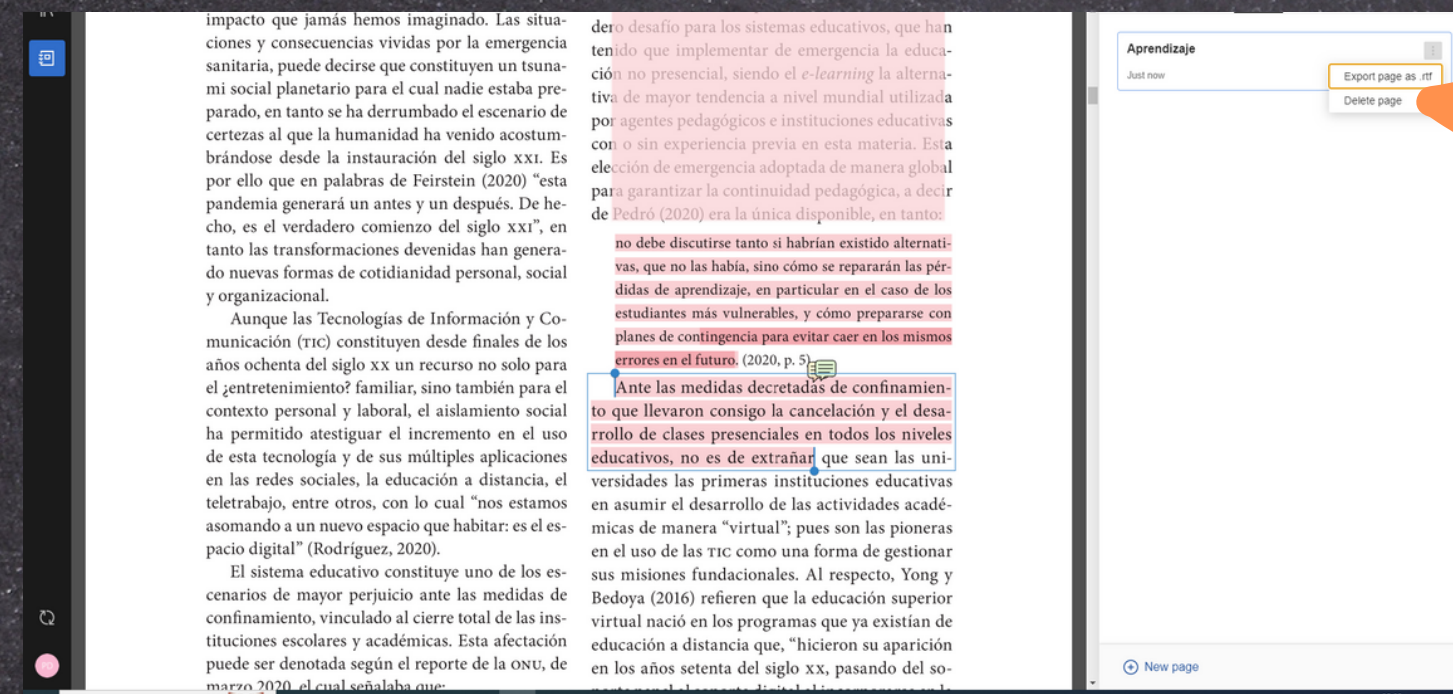 impacto que jamás hemos imaginado. Las situa-
ciones y consecuencias vividas por la emergencia
sanitaria, puede decirse que constituyen un tsuna-
mi social planetario para el cual nadie estaba pre-
parado, en tanto se ha derrumbado el escenario de
certezas al que la humanidad ha venido acostum-
brándose desde la instauración del siglo XXI. Es
por ello que en palabras de Feirstein (2020) “esta
pandemia generará un antes y un después. De he-
cho, es el verdadero comienzo del siglo XXI”, en
tanto las transformaciones devenidas han genera-
do nuevas formas de cotidianidad personal, social
y organizacional.
Aunque las Tecnologías de Información y Co-
municación (TIC) constituyen desde finales de los
años ochenta del siglo XX un recurso no solo para
el ¿entretenimiento? familiar, sino también para el
contexto personal y laboral, el aislamiento social
ha permitido atestiguar el incremento en el uso
de esta tecnología y de sus múltiples aplicaciones
en las redes sociales, la educación a distancia, el
teletrabajo, entre otros, con lo cual “nos estamos
asomando a un nuevo espacio que habitar: es el es-
pacio digital” (Rodríguez, 2020).
El sistema educativo constituye uno de los es-
cenarios de mayor perjuicio ante las medidas de
confinamiento, vinculado al cierre total de las ins-
tituciones escolares y académicas. Esta afectación
puede ser denotada según el reporte de la ONU, de
marzo 2020, el cual señalaba que:
dero desafío para los sistemas educativos, que han
tenido que implementar de emergencia la educa-
ción no presencial, siendo el e-learning la alterna-
tiva de mayor tendencia a nivel mundial utilizada
por agentes pedagógicos e instituciones educativas
con o sin experiencia previa en esta materia. Esta
elección de emergencia adoptada de manera global
para garantizar la continuidad pedagógica, a decir
de Pedró (2020) era la única disponible, en tanto:
no debe discutirse tanto si habrían existido alternati-
vas, que no las había, sino cómo se repararán las pér-
didas de aprendizaje, en particular en el caso de los
estudiantes más vulnerables, y cómo prepararse con
planes de contingencia para evitar caer en los mismos
errores en el futuro. (2020, p. 5)
Ante las medidas decretadas de confinamien-
to que llevaron consigo la cancelación y el desa-
rrollo de clases presenciales en todos los niveles
educativos, no es de extrañar que sean las uni-
versidades las primeras instituciones educativas
en asumir el desarrollo de las actividades acadé-
micas de manera “virtual”; pues son las pioneras
en el uso de las TIC como una forma de gestionar
sus misiones fundacionales. Al respecto, Yong y
Bedoya (2016) refieren que la educación superior
virtual nació en los programas que ya existían de
educación a distancia que, “hicieron su aparición
en los años setenta del siglo XX, pasando del so-
Aprendizaje
Just now
Export page as .rtf
Delete page
New page